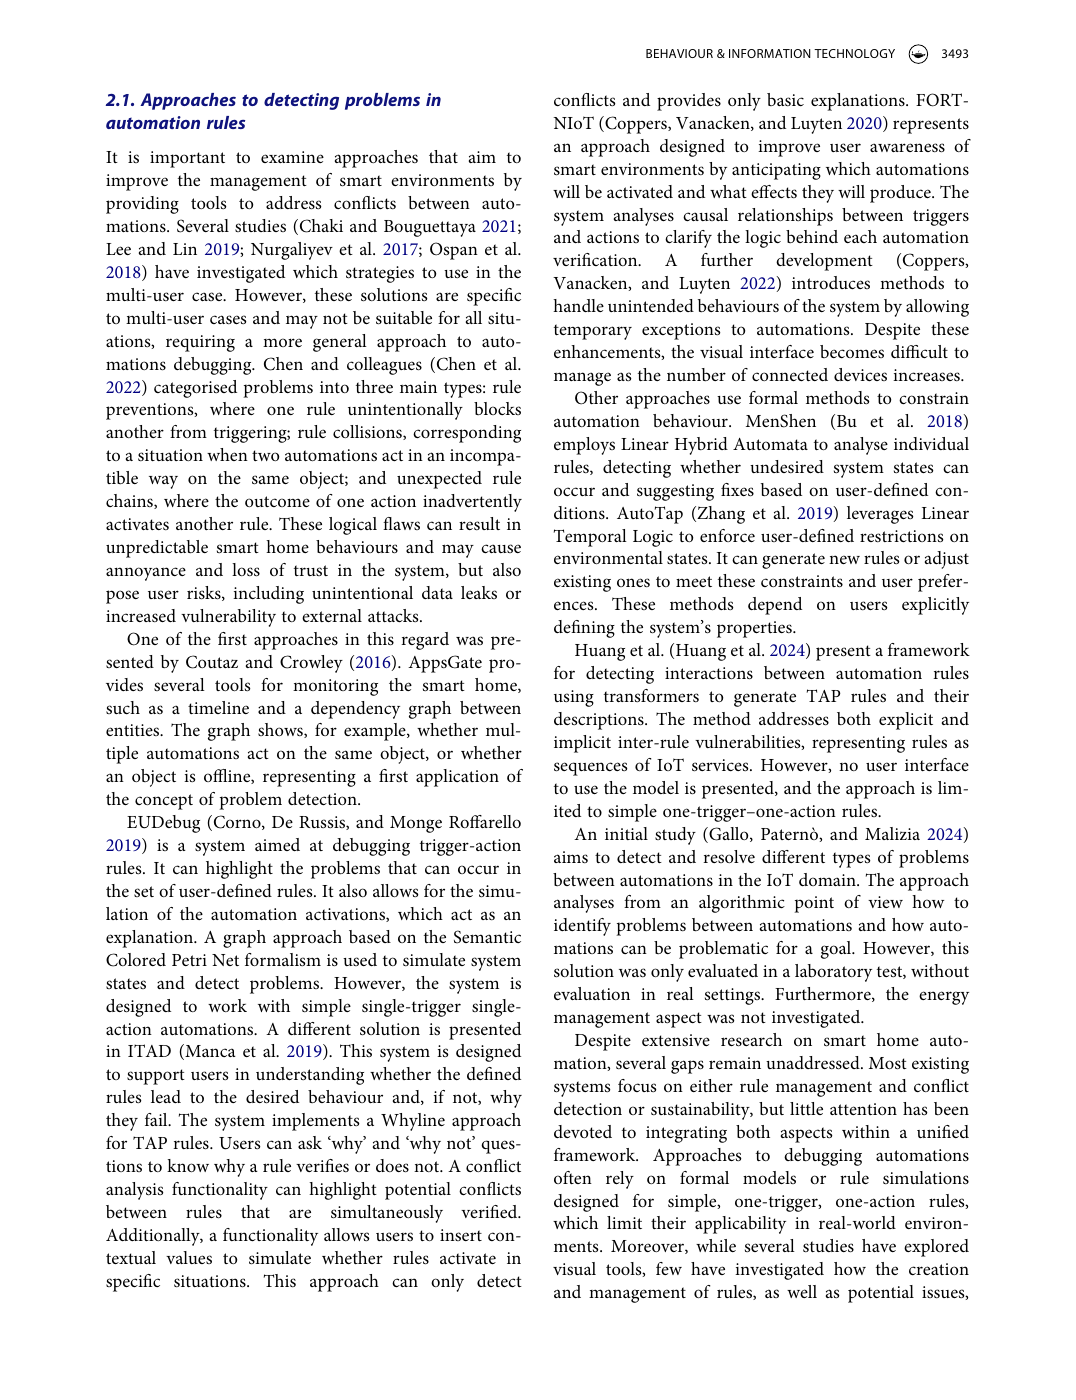 BEHAVIOUR & INFORMATION TECHNOLOGY 3493
2.1. Approaches to detecting problems in
automation rules
It is important to examine approaches that aim to
improve the management of smart environments by
providing tools to address conflicts between auto-
mations. Several studies (Chaki and Bouguettaya 2021;
Lee and Lin 2019; Nurgaliyev et al. 2017; Ospan et al.
2018) have investigated which strategies to use in the
multi-user case. However, these solutions are specific
to multi-user cases and may not be suitable for all situ-
ations, requiring a more general approach to auto-
mations debugging. Chen and colleagues (Chen et al.
2022) categorised problems into three main types: rule
preventions, where one rule unintentionally blocks
another from triggering; rule collisions, corresponding
to a situation when two automations act in an incompa-
tible way on the same object; and unexpected rule
chains, where the outcome of one action inadvertently
activates another rule. These logical flaws can result in
unpredictable smart home behaviours and may cause
annoyance and loss of trust in the system, but also
pose user risks, including unintentional data leaks or
increased vulnerability to external attacks.
One of the first approaches in this regard was pre-
sented by Coutaz and Crowley (2016). AppsGate pro-
vides several tools for monitoring the smart home,
such as a timeline and a dependency graph between
entities. The graph shows, for example, whether mul-
tiple automations act on the same object, or whether
an object is offline, representing a first application of
the concept of problem detection.
EUDebug (Corno, De Russis, and Monge Roffarello
2019) is a system aimed at debugging trigger-action
rules. It can highlight the problems that can occur in
the set of user-defined rules. It also allows for the simu-
lation of the automation activations, which act as an
explanation. A graph approach based on the Semantic
Colored Petri Net formalism is used to simulate system
states and detect problems. However, the system is
designed to work with simple single-trigger single-
action automations. A different solution is presented
in ITAD (Manca et al. 2019). This system is designed
to support users in understanding whether the defined
rules lead to the desired behaviour and, if not, why
they fail. The system implements a Whyline approach
for TAP rules. Users can ask ‘why’ and ‘why not’ ques-
tions to know why a rule verifies or does not. A conflict
analysis functionality can highlight potential conflicts
between rules that are simultaneously verified.
Additionally, a functionality allows users to insert con-
textual values to simulate whether rules activate in
specific situations. This approach can only detect
conflicts and provides only basic explanations. FORT-
NIoT (Coppers, Vanacken, and Luyten 2020) represents
an approach designed to improve user awareness of
smart environments by anticipating which automations
will be activated and what effects they will produce. The
system analyses causal relationships between triggers
and actions to clarify the logic behind each automation
verification. A further development (Coppers,
Vanacken, and Luyten 2022) introduces methods to
handle unintended behaviours of the system by allowing
temporary exceptions to automations. Despite these
enhancements, the visual interface becomes difficult to
manage as the number of connected devices increases.
Other approaches use formal methods to constrain
automation behaviour. MenShen (Bu et al. 2018)
employs Linear Hybrid Automata to analyse individual
rules, detecting whether undesired system states can
occur and suggesting fixes based on user-defined con-
ditions. AutoTap (Zhang et al. 2019) leverages Linear
Temporal Logic to enforce user-defined restrictions on
environmental states. It can generate new rules or adjust
existing ones to meet these constraints and user prefer-
ences. These methods depend on users explicitly
defining the system’s properties.
Huang et al. (Huang et al. 2024) present a framework
for detecting interactions between automation rules
using transformers to generate TAP rules and their
descriptions. The method addresses both explicit and
implicit inter-rule vulnerabilities, representing rules as
sequences of IoT services. However, no user interface
to use the model is presented, and the approach is lim-
ited to simple one-trigger–one-action rules.
An initial study (Gallo, Paternò, and Malizia 2024)
aims to detect and resolve different types of problems
between automations in the IoT domain. The approach
analyses from an algorithmic point of view how to
identify problems between automations and how auto-
mations can be problematic for a goal. However, this
solution was only evaluated in a laboratory test, without
evaluation in real settings. Furthermore, the energy
management aspect was not investigated.
Despite extensive research on smart home auto-
mation, several gaps remain unaddressed. Most existing
systems focus on either rule management and conflict
detection or sustainability, but little attention has been
devoted to integrating both aspects within a unified
framework. Approaches to debugging automations
often rely on formal models or rule simulations
designed for simple, one-trigger, one-action rules,
which limit their applicability in real-world environ-
ments. Moreover, while several studies have explored
visual tools, few have investigated how the creation
and management of rules, as well as potential issues,